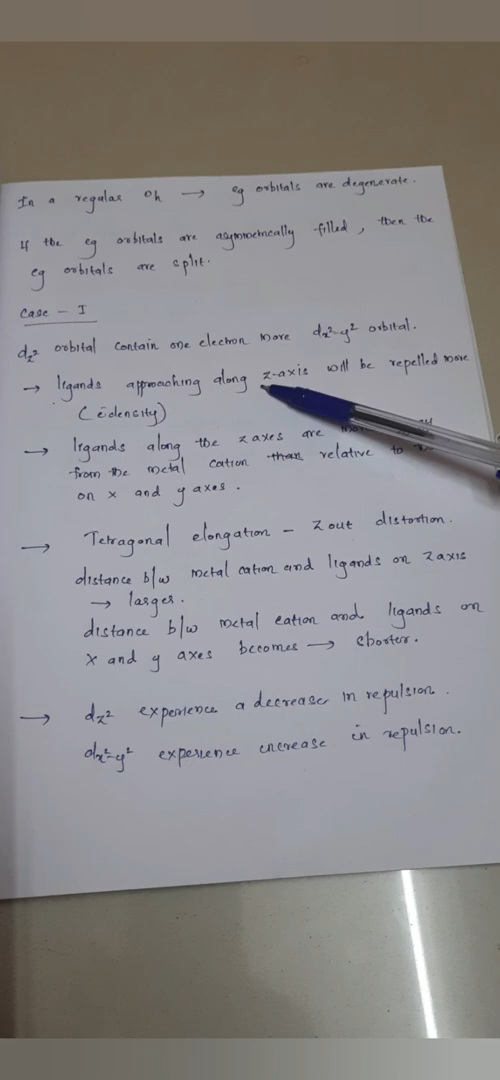 In a regular Oh → eg orbitals are degenerate.
If the eg orbitals are asymmetrically filled, then the
eg orbitals are split.
Case - I
dz² orbital contain one electron more dx²-y² orbital.
→ ligands approaching along z-axis will be repelled more
(ēdensity)
→ ligands along the z axes are
from the metal cation than relative to
on x and y axes.
→ Tetragonal elongation - Z out distortion.
distance b/w metal cation and ligands on z axis
→ larger.
distance b/w metal cation and ligands on
x and y axes becomes → shorter.
→ dz² experience a decrease in repulsion.
dx²-y² experience increase in repulsion.